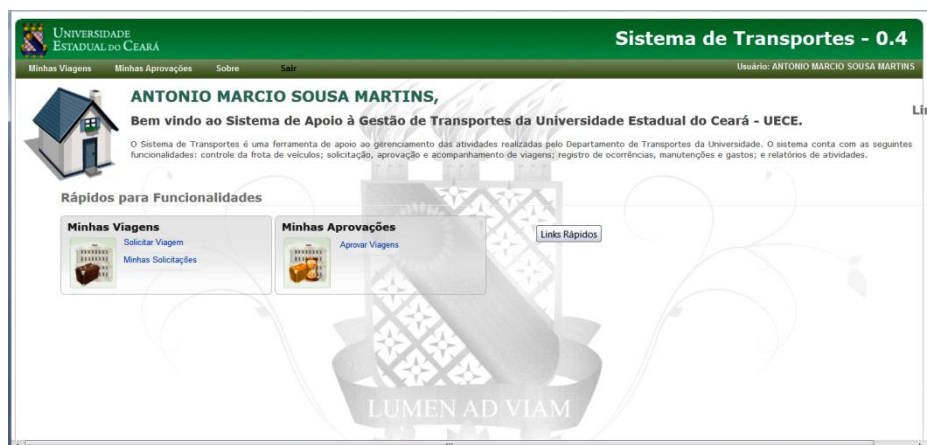 UNIVERSIDADE
ESTADUAL DO CEARÁ
Sistema de Transportes - 0.4
Minhas Viagens Minhas Aprovações Sobre Sair Usuário: ANTONIO MARCIO SOUSA MARTINS
ANTONIO MARCIO SOUSA MARTINS,
Bem vindo ao Sistema de Apoio à Gestão de Transportes da Universidade Estadual do Ceará - UECE.
O Sistema de Transportes é uma ferramenta de apoio ao gerenciamento das atividades realizadas pelo Departamento de Transportes da Universidade. O sistema conta com as seguintes
funcionalidades: controle da frota de veículos; solicitação, aprovação e acompanhamento de viagens; registro de ocorrências, manutenções e gastos; e relatórios de atividades.
Rápidos para Funcionalidades
Minhas Viagens
Solicitar Viagem
Minhas Solicitações
Minhas Aprovações
Aprovar Viagens
Links Rápidos
LUMEN AD VIAM